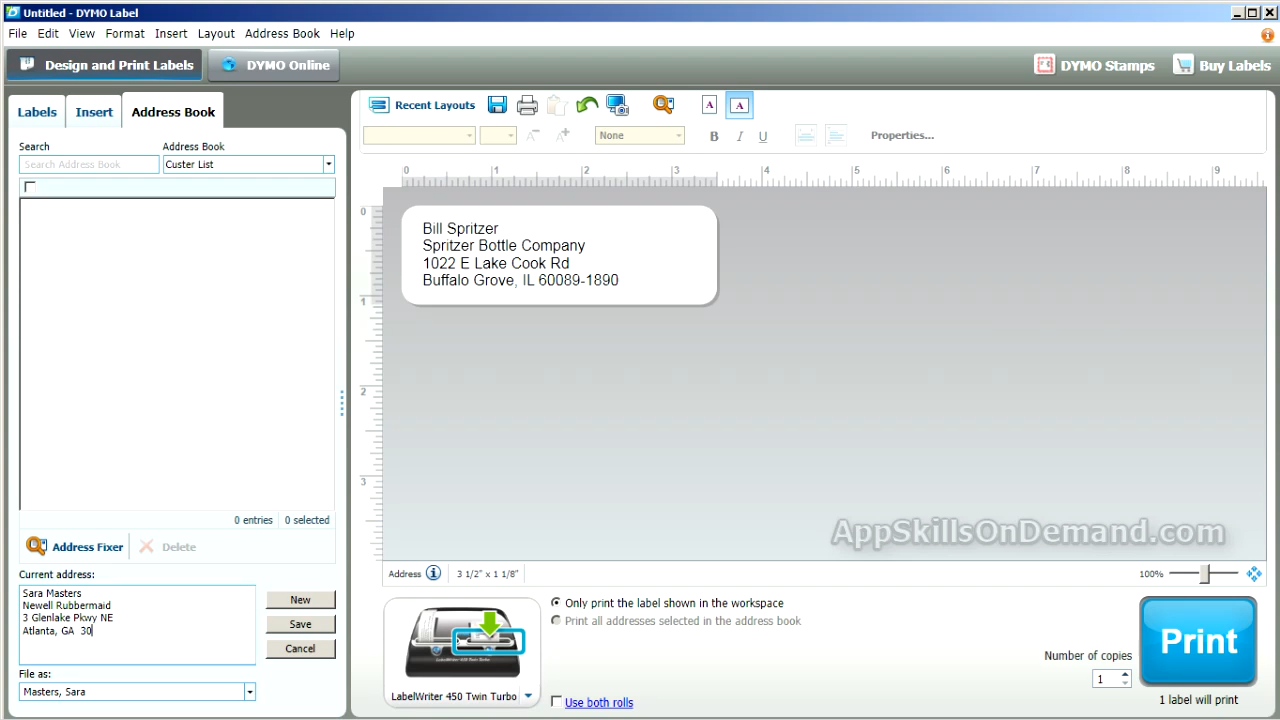 Untitled - DYMO Label
File Edit View Format Insert Layout Address Book Help
Design and Print Labels DYMO Online DYMO Stamps Buy Labels
Labels Insert Address Book
Recent Layouts A A
Search Address Book
Search Address Book Custer List
None B I U Properties...
0 1 2 3 4 5 6 7 8 9
0
1
2
3
Bill Spritzer
Spritzer Bottle Company
1022 E Lake Cook Rd
Buffalo Grove, IL 60089-1890
AppSkillsOnDemand.com
0 entries 0 selected
Address Fixer Delete
Current address:
Sara Masters
Newell Rubbermaid
3 Glenlake Pkwy NE
Atlanta, GA 30
New
Save
Cancel
File as:
Masters, Sara
Address 3 1/2" x 1 1/8" 100%
LabelWriter 450 Twin Turbo
Only print the label shown in the workspace
Print all addresses selected in the address book
Use both rolls
Number of copies
1
Print
1 label will print